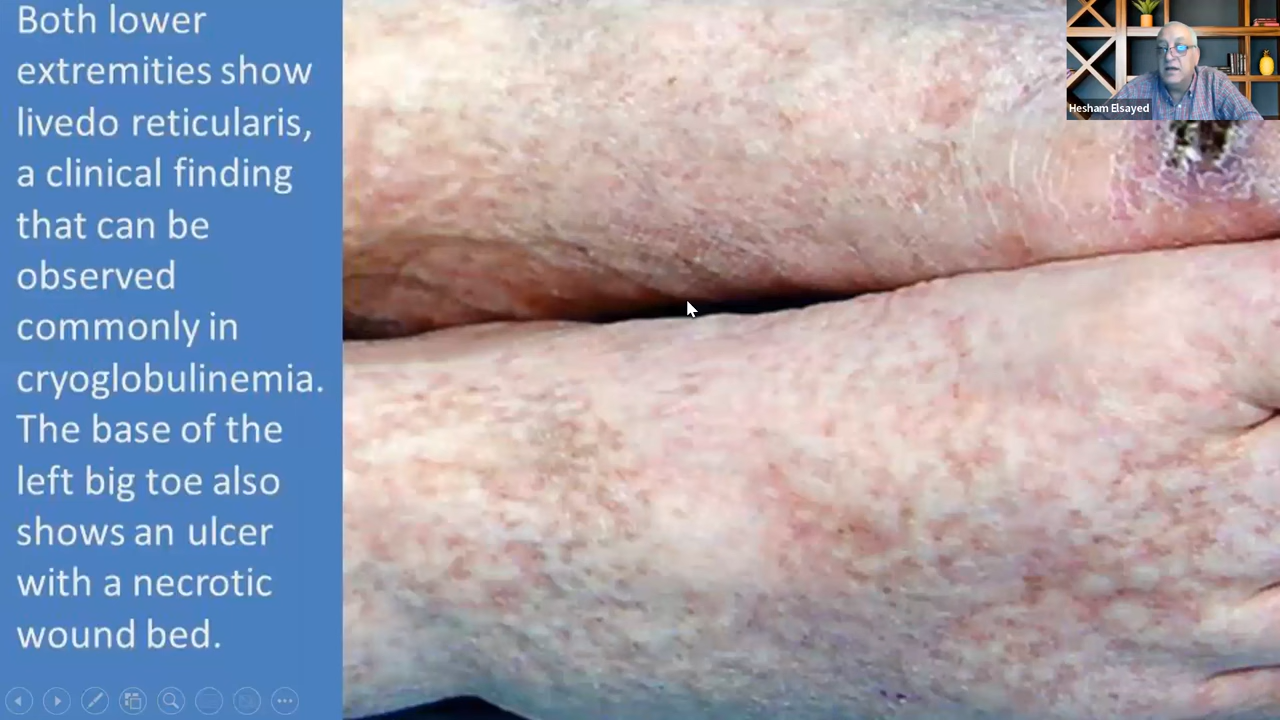 Both lower
extremities show
livedo reticularis,
a clinical finding
that can be
observed
commonly in
cryoglobulinemia.
The base of the
left big toe also
shows an ulcer
with a necrotic
wound bed.
Hesham Elsayed